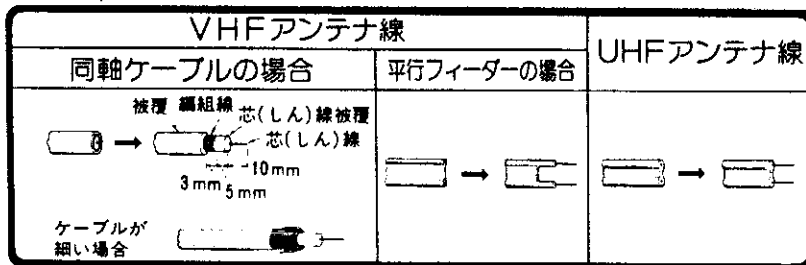 VHFアンテナ線
UHFアンテナ線
同軸ケーブルの場合
平行フィーダーの場合
被覆 編組線
芯(しん)線被覆
芯(しん)線
10mm
3mm
5mm
ケーブルが
細い場合